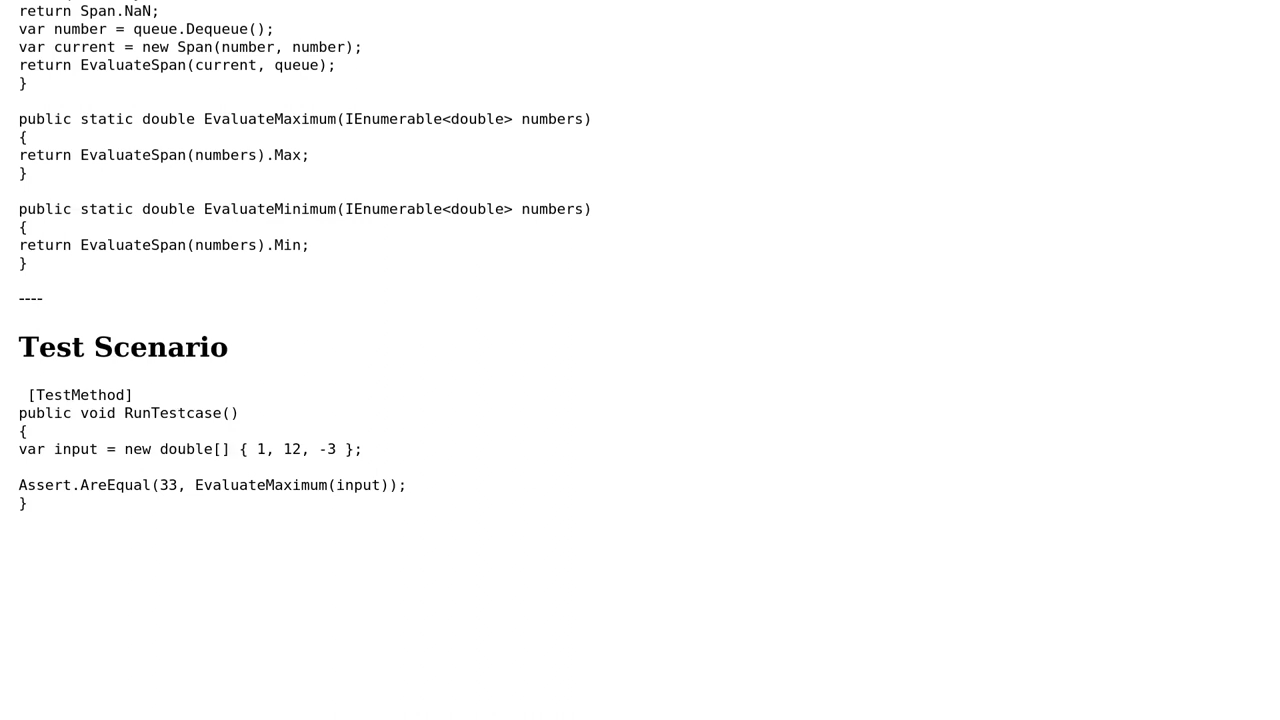 return Span.NaN;
var number = queue.Dequeue();
var current = new Span(number, number);
return EvaluateSpan(current, queue);
}
public static double EvaluateMaximum(IEnumerable<double> numbers)
{
return EvaluateSpan(numbers).Max;
}
public static double EvaluateMinimum(IEnumerable<double> numbers)
{
return EvaluateSpan(numbers).Min;
}
----
Test Scenario
[TestMethod]
public void RunTestcase()
{
var input = new double[] { 1, 12, -3 };
Assert.AreEqual(33, EvaluateMaximum(input));
}